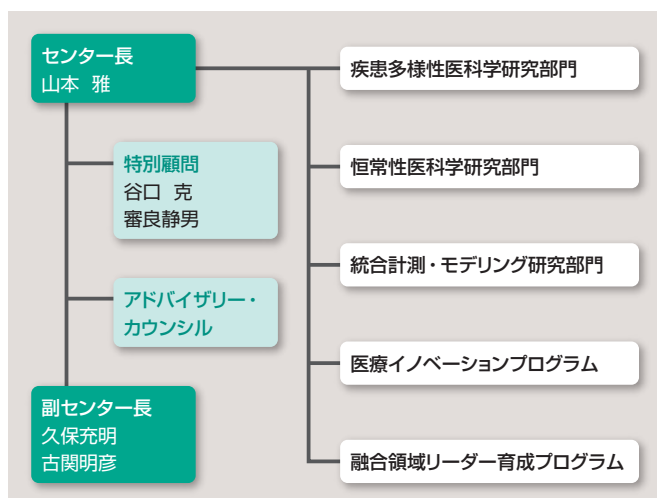 センター長
山本 雅
特別顧問
谷口 克
審良静男
アドバイザリー・
カウンシル
副センター長
久保充明
古関明彦
疾患多様性医科学研究部門
恒常性医科学研究部門
統合計測・モデリング研究部門
医療イノベーションプログラム
融合領域リーダー育成プログラム